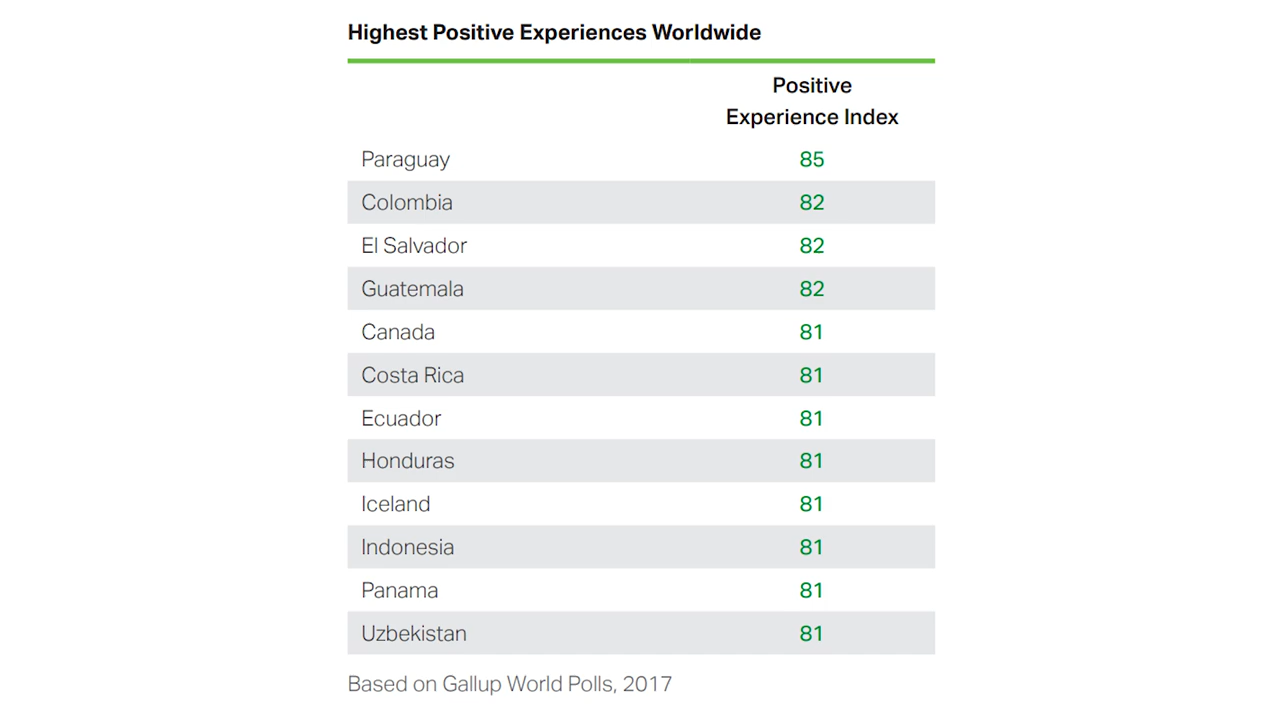 Highest Positive Experiences Worldwide
Positive
Experience Index
Paraguay 85
Colombia 82
El Salvador 82
Guatemala 82
Canada 81
Costa Rica 81
Ecuador 81
Honduras 81
Iceland 81
Indonesia 81
Panama 81
Uzbekistan 81
Based on Gallup World Polls, 2017